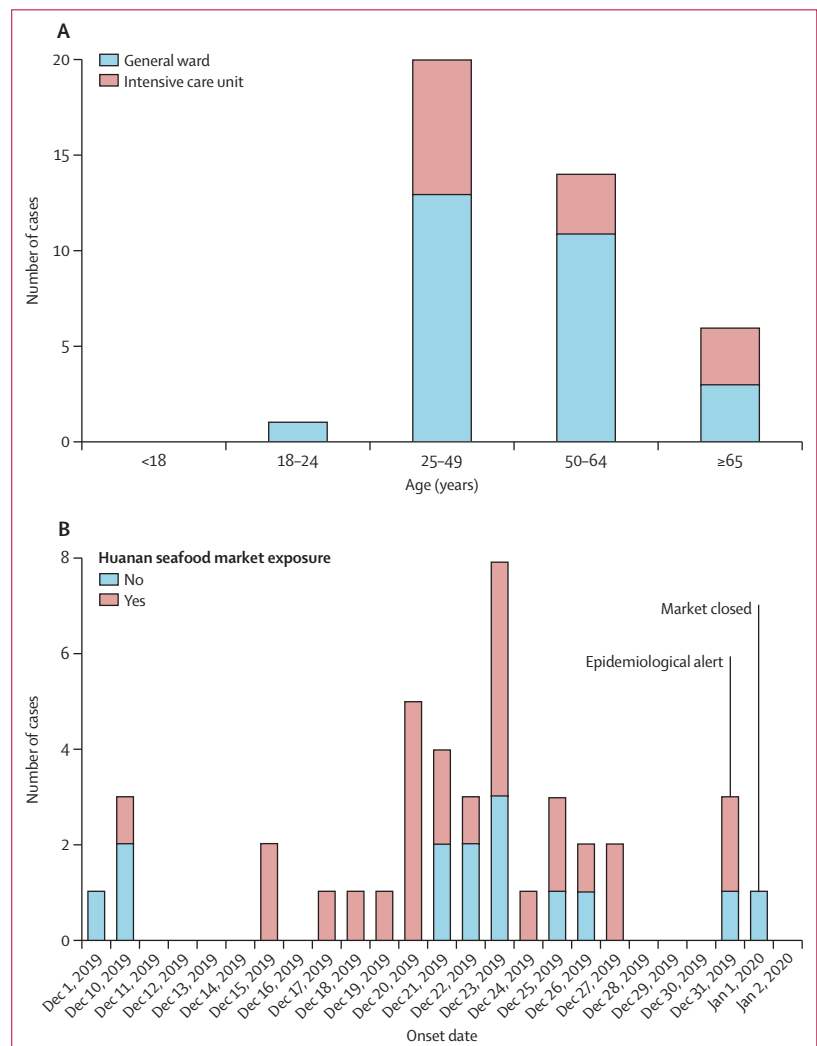 A
General ward
Intensive care unit
20
15
10
5
0
Number of cases
<18
18–24
25–49
50–64
≥65
Age (years)
B
Huanan seafood market exposure
No
Yes
8
6
4
2
0
Number of cases
Market closed
Epidemiological alert
Dec 1, 2019
Dec 10, 2019
Dec 11, 2019
Dec 12, 2019
Dec 13, 2019
Dec 14, 2019
Dec 15, 2019
Dec 16, 2019
Dec 17, 2019
Dec 18, 2019
Dec 19, 2019
Dec 20, 2019
Dec 21, 2019
Dec 22, 2019
Dec 23, 2019
Dec 24, 2019
Dec 25, 2019
Dec 26, 2019
Dec 27, 2019
Dec 28, 2019
Dec 29, 2019
Dec 30, 2019
Dec 31, 2019
Jan 1, 2020
Jan 2, 2020
Onset date